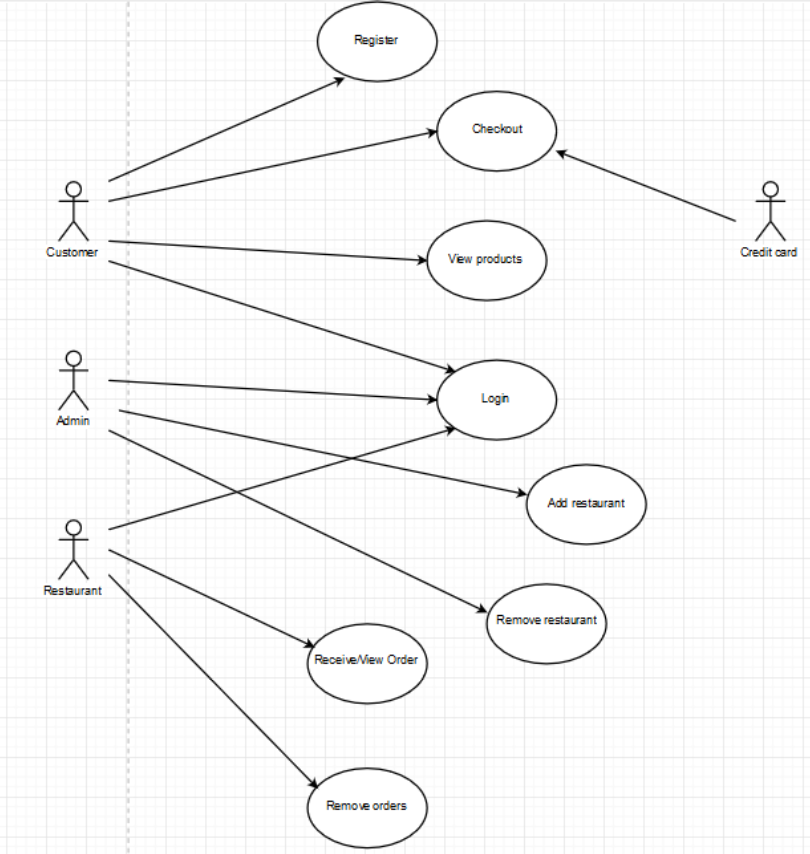 Register
Checkout
Customer
View products
Credit card
Admin
Login
Add restaurant
Restaurant
Remove restaurant
Receive/View Order
Remove orders